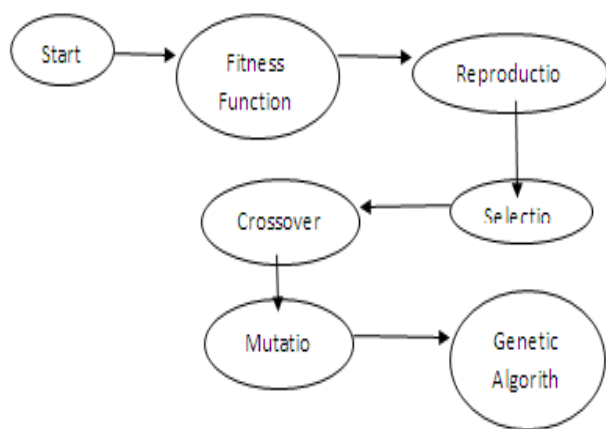 Start
Fitness
Function
Reproductio
Selectio
Crossover
Mutatio
Genetic
Algorith